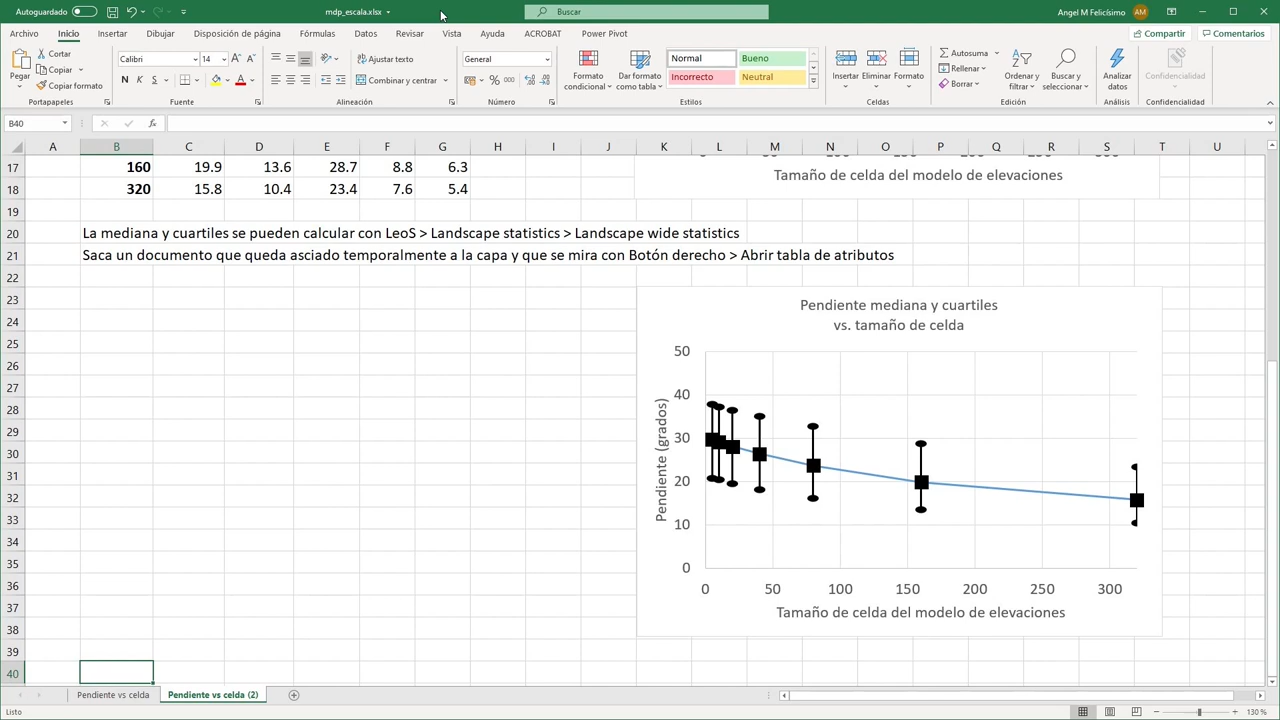 Autoguardado
mdp_escala.xlsx
Buscar
Angel M Felicísimo
AM
Archivo Inicio Insertar Dibujar Disposición de página Fórmulas Datos Revisar Vista Ayuda ACROBAT Power Pivot
Compartir
Comentarios
Pegar
Cortar
Copiar
Copiar formato
Calibri 14
N K S
Ajustar texto
Combinar y centrar
General
Formato condicional
Dar formato como tabla
Normal Bueno
Incorrecto Neutral
Insertar Eliminar Formato
Autosuma
Rellenar
Borrar
Ordenar y filtrar
Buscar y seleccionar
Analizar datos
Confidencialidad
Portapapeles Fuente Alineación Número Estilos Celdas Edición Análisis Confidencialidad
B40
fx
A B C D E F G H I J K L M N O P Q R S T U
17 160 19.9 13.6 28.7 8.8 6.3
18 320 15.8 10.4 23.4 7.6 5.4
Tamaño de celda del modelo de elevaciones
19
20 La mediana y cuartiles se pueden calcular con LeoS > Landscape statistics > Landscape wide statistics
21 Saca un documento que queda asciado temporalmente a la capa y que se mira con Botón derecho > Abrir tabla de atributos
22
23
24
25
26
27
28
29
30
31
32
33
34
35
36
37
38
39
40
Pendiente mediana y cuartiles
vs. tamaño de celda
Pendiente (grados)
50
40
30
20
10
0
0 50 100 150 200 250 300
Tamaño de celda del modelo de elevaciones
Pendiente vs celda Pendiente vs celda (2)
Listo
130 %